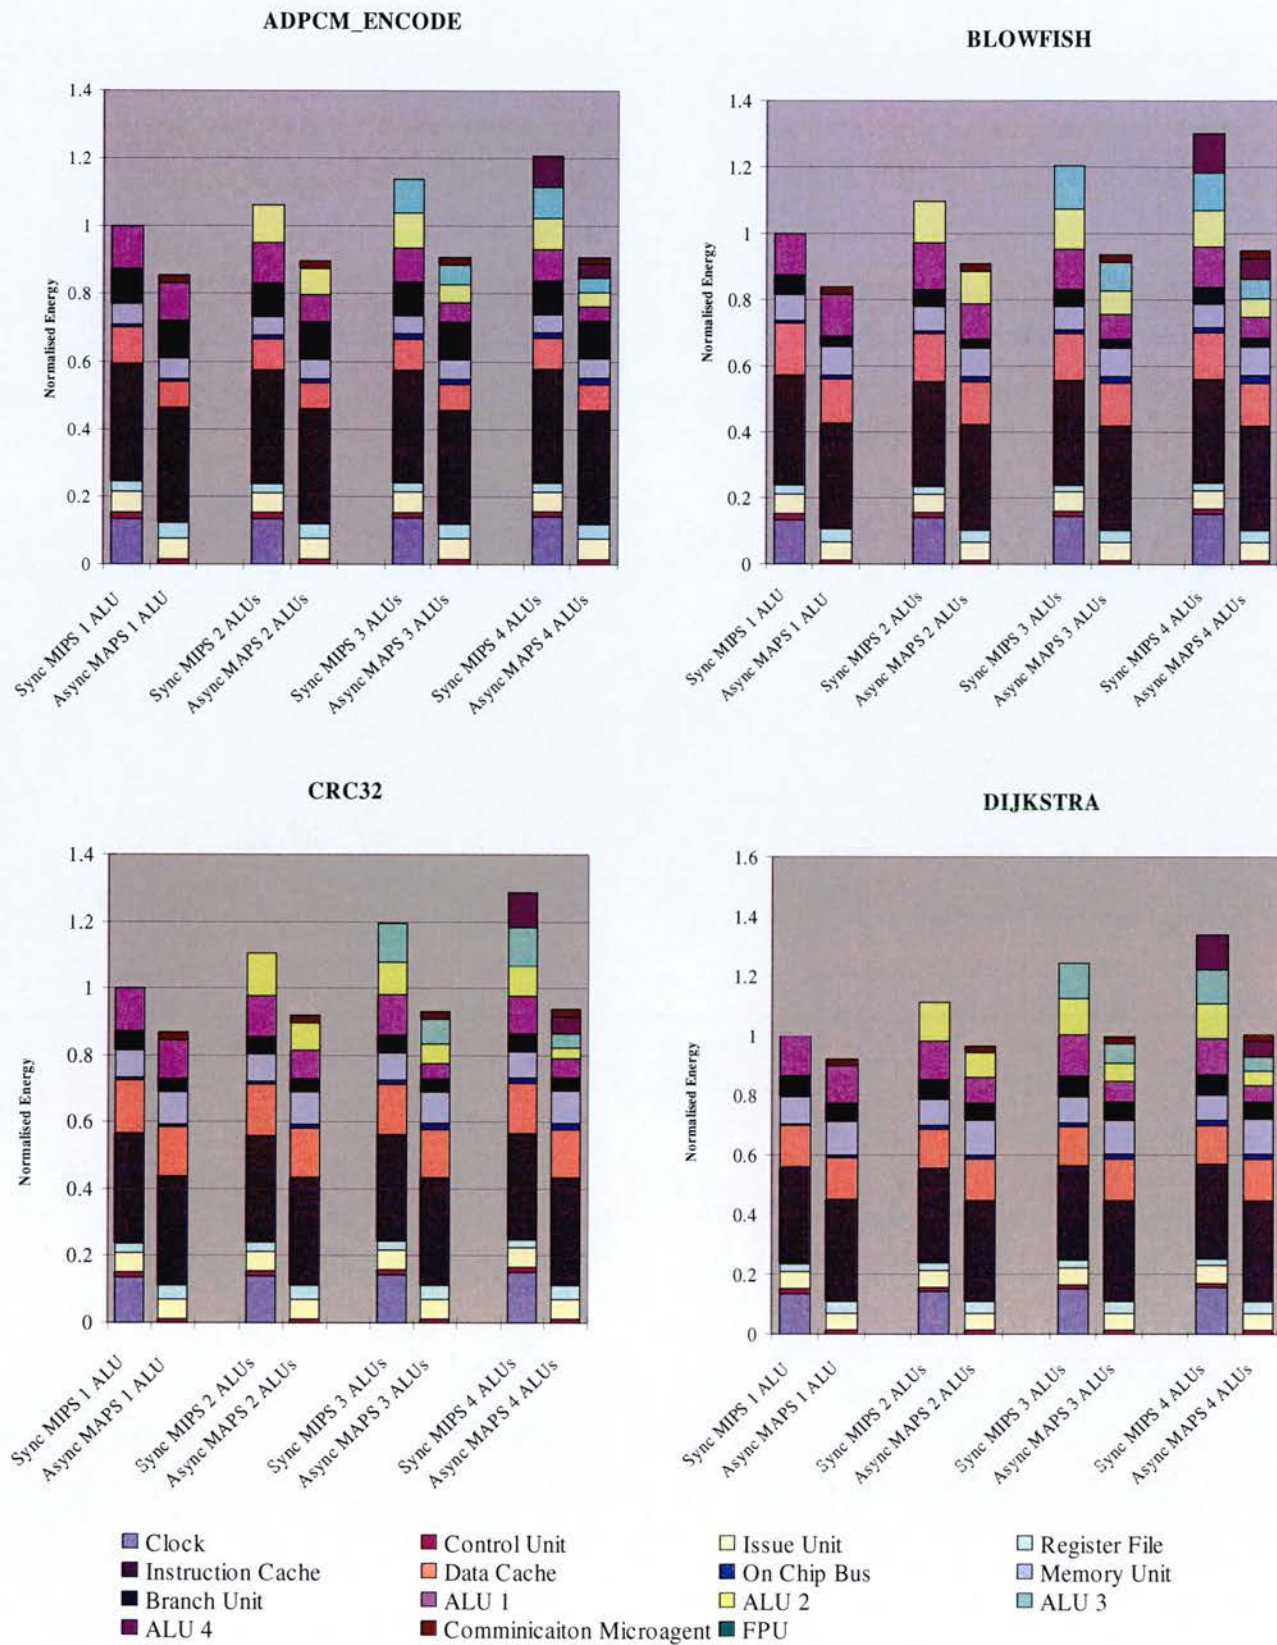 ADPCM_ENCODE
1.4
1.2
1
0.8
0.6
0.4
0.2
0
Normalised Energy
Sync MIPS 1 ALU
Async MAPS 1 ALU
Sync MIPS 2 ALUs
Async MAPS 2 ALUs
Sync MIPS 3 ALUs
Async MAPS 3 ALUs
Sync MIPS 4 ALUs
Async MAPS 4 ALUs
BLOWFISH
1.4
1.2
1
0.8
0.6
0.4
0.2
0
Normalised Energy
Sync MIPS 1 ALU
Async MAPS 1 ALU
Sync MIPS 2 ALUs
Async MAPS 2 ALUs
Sync MIPS 3 ALUs
Async MAPS 3 ALUs
Sync MIPS 4 ALUs
Async MAPS 4 ALUs
CRC32
1.4
1.2
1
0.8
0.6
0.4
0.2
0
Normalised Energy
Sync MIPS 1 ALU
Async MAPS 1 ALU
Sync MIPS 2 ALUs
Async MAPS 2 ALUs
Sync MIPS 3 ALUs
Async MAPS 3 ALUs
Sync MIPS 4 ALUs
Async MAPS 4 ALUs
DIJKSTRA
1.6
1.4
1.2
1
0.8
0.6
0.4
0.2
0
Normalised Energy
Sync MIPS 1 ALU
Async MAPS 1 ALU
Sync MIPS 2 ALUs
Async MAPS 2 ALUs
Sync MIPS 3 ALUs
Async MAPS 3 ALUs
Sync MIPS 4 ALUs
Async MAPS 4 ALUs
Clock Control Unit Issue Unit Register File
Instruction Cache Data Cache On Chip Bus Memory Unit
Branch Unit ALU 1 ALU 2 ALU 3
ALU 4 Comminicaiton Microagent FPU